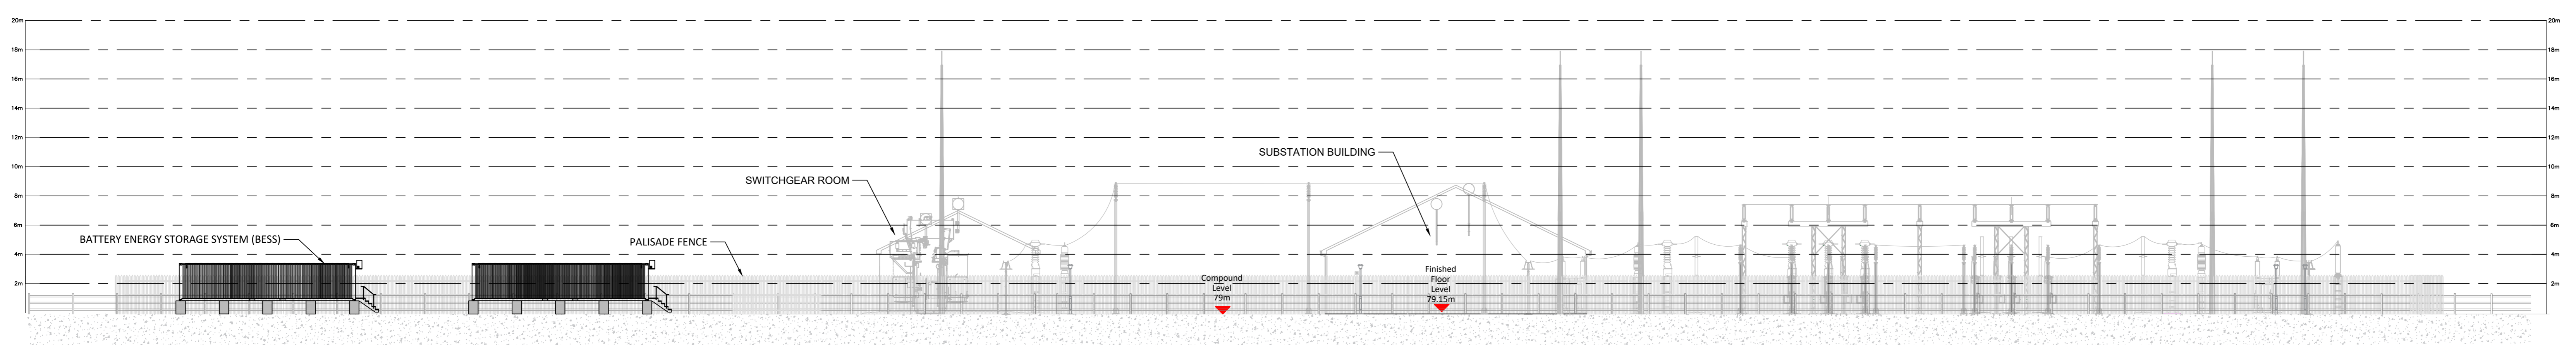 20m
20m
18m
18m
16m
16m
14m
14m
12m
12m
SUBSTATION BUILDING
10m
10m
SWITCHGEAR ROOM
8m
8m
6m
6m
BATTERY ENERGY STORAGE SYSTEM (BESS)
PALISADE FENCE
4m
4m
Compound
Level
79m
Finished
Floor
Level
79.15m
2m
2m